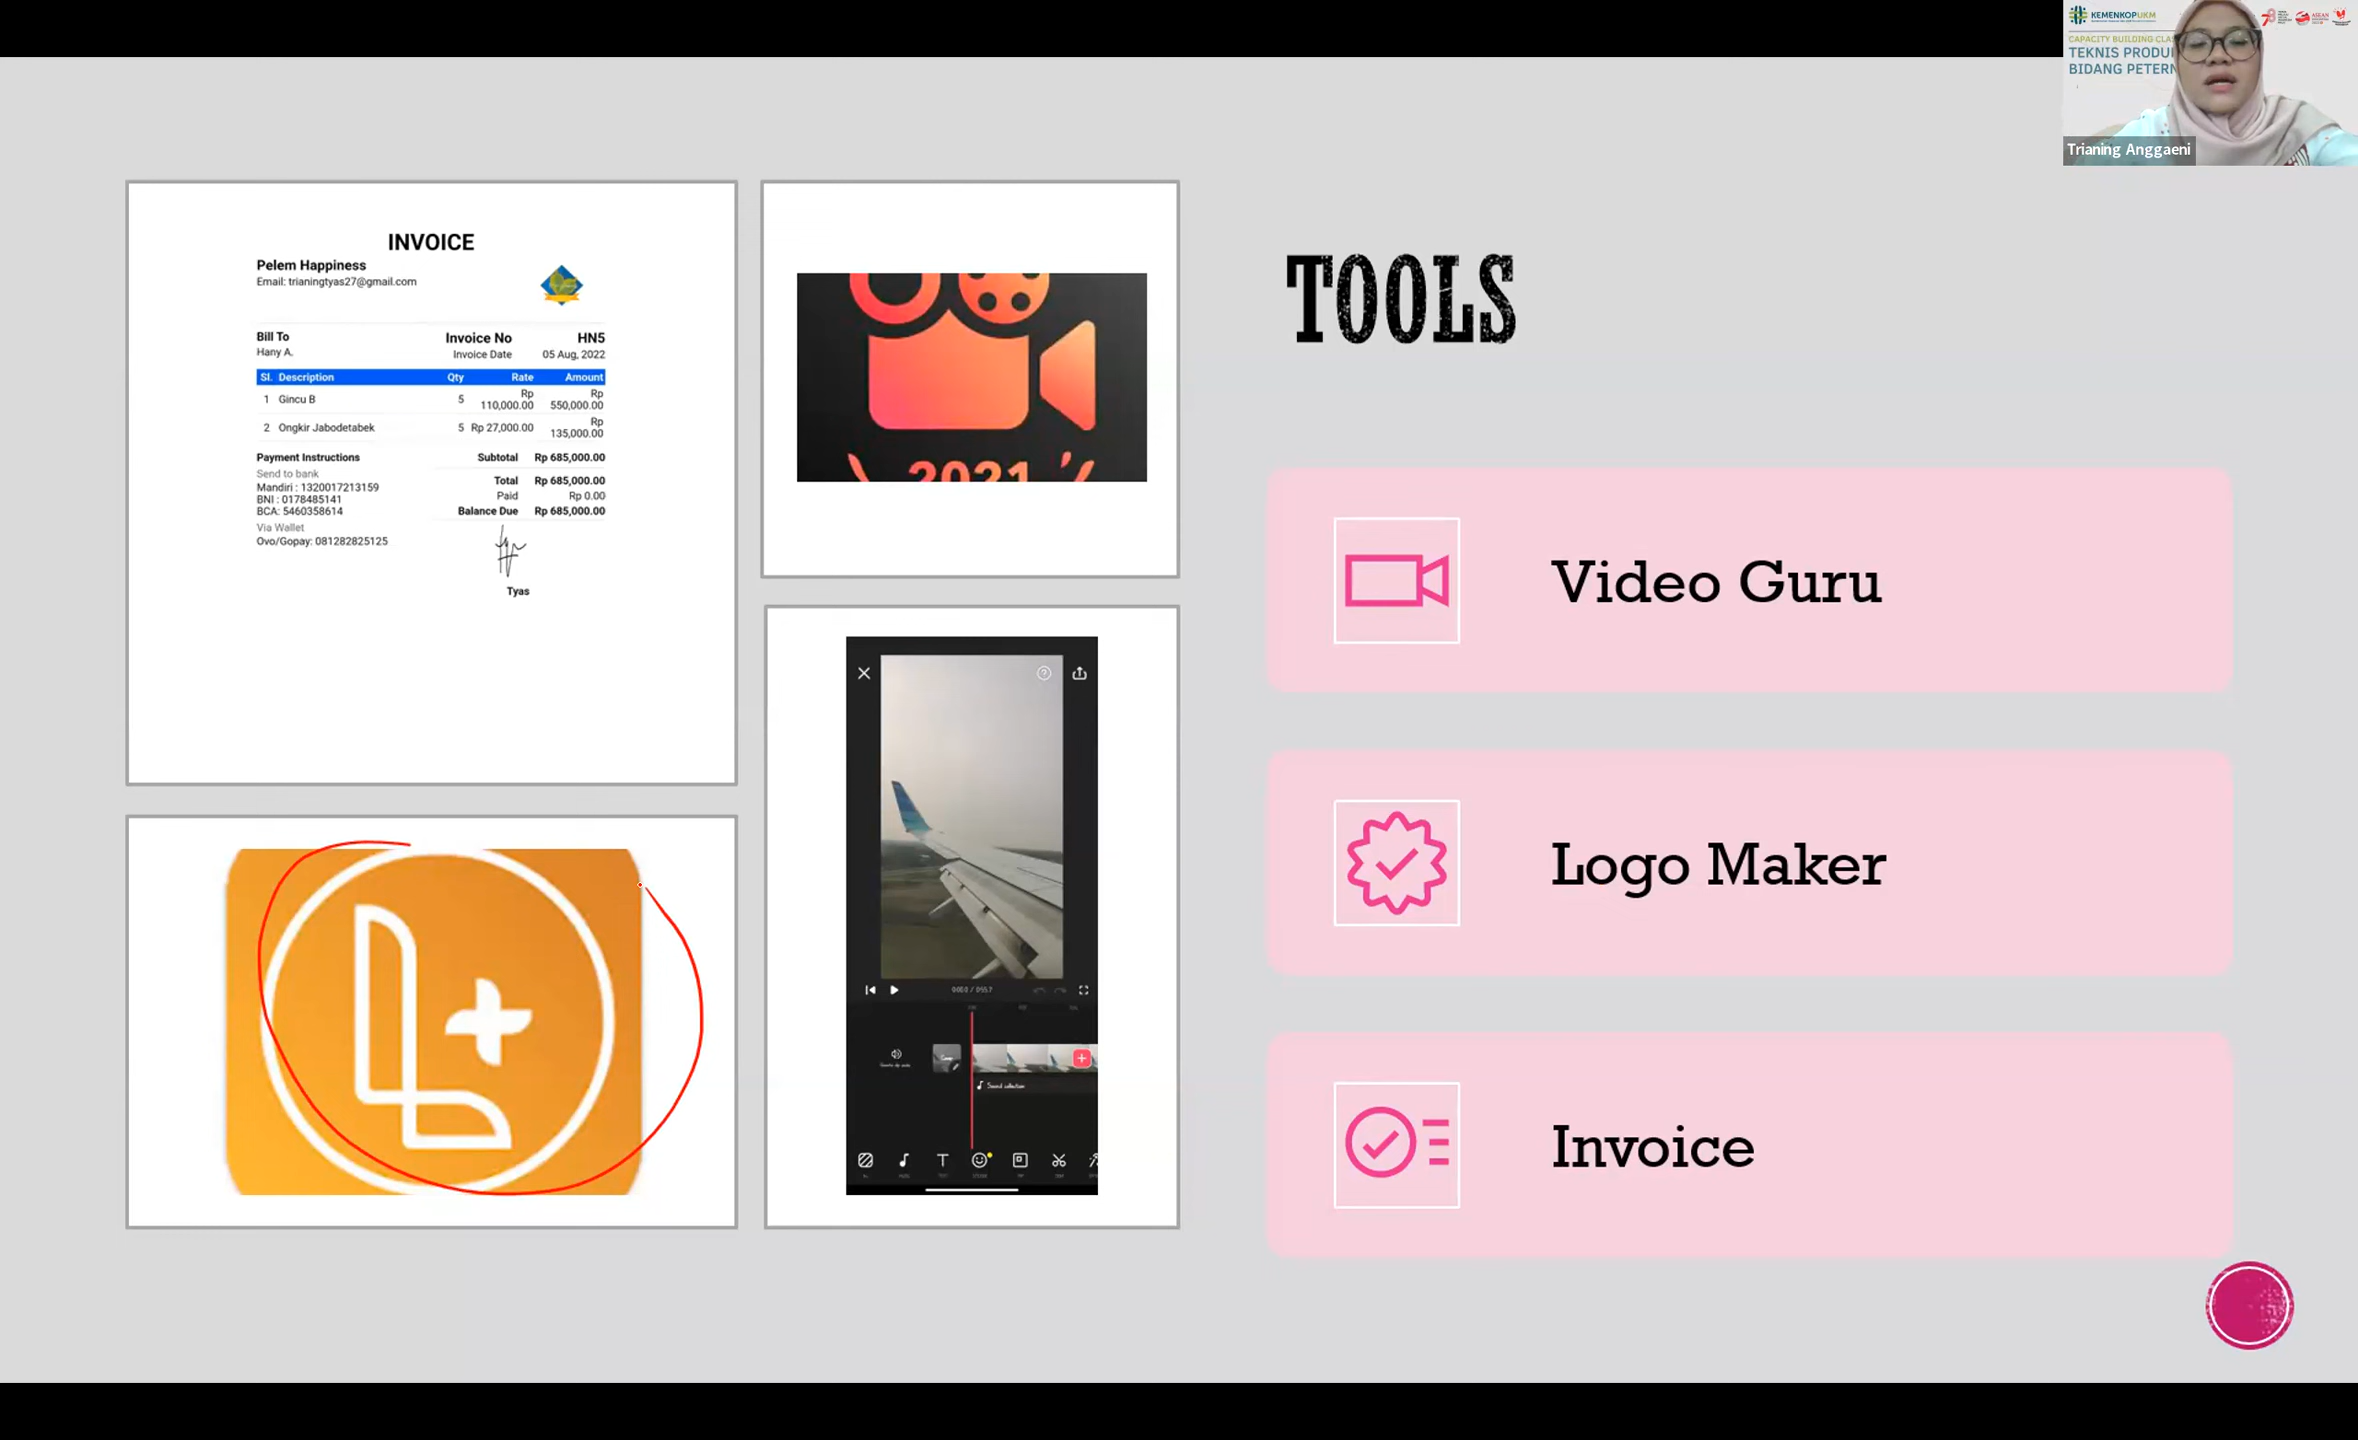 KEMENKOPUKM
CAPACITY BUILDING
TEKNIS
BIDANG
Trianing Anggaeni
INVOICE
Pelem Happiness
Email: trianingtyas27@gmail.com
Bill To
Hany A.
Invoice No HN5
Invoice Date 05 Aug, 2022
Sl. Description Qty Rate Amount
1 Gincu B 5 Rp 110,000.00 Rp 550,000.00
2 Ongkir Jabodetabek 5 Rp 27,000.00 Rp 135,000.00
Payment Instructions
Send to bank
Mandiri : 1320017213159
BNI : 0178485141
BCA: 5460358614
Via Wallet
Ovo/Gopay: 081282825125
Subtotal Rp 685,000.00
Total Rp 685,000.00
Paid Rp 0.00
Balance Due Rp 685,000.00
Tyas
2021
L+
Sound collection
TOOLS
Video Guru
Logo Maker
Invoice